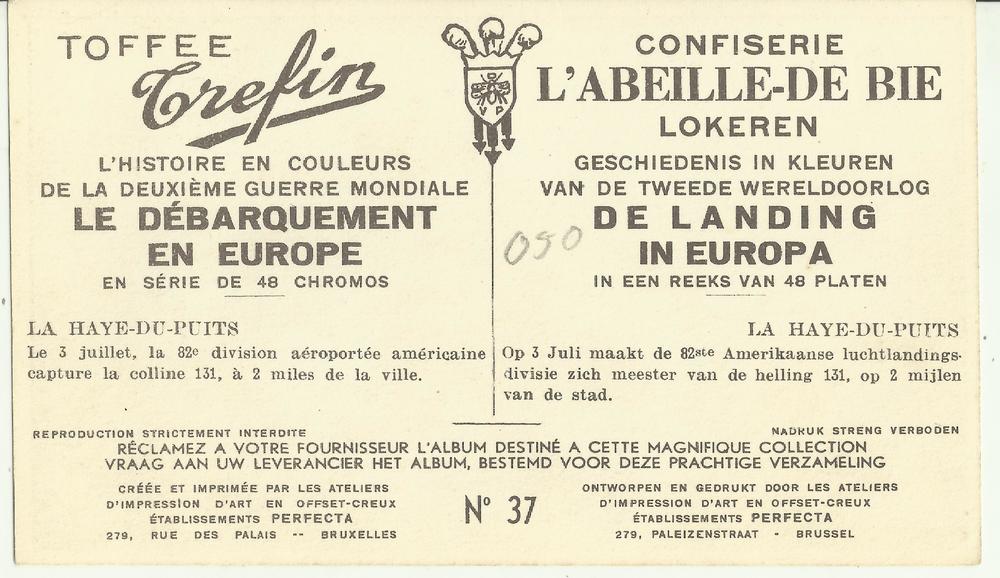 TOFFEE
Trefin
L'HISTOIRE EN COULEURS
DE LA DEUXIÈME GUERRE MONDIALE
LE DÉBARQUEMENT
EN EUROPE
EN SÉRIE DE 48 CHROMOS
LA HAYE-DU-PUITS
Le 3 juillet, la 82e division aéroportée américaine
capture la colline 131, à 2 miles de la ville.
V D P
CONFISERIE
L'ABEILLE-DE BIE
LOKEREN
GESCHIEDENIS IN KLEUREN
VAN DE TWEEDE WERELDOORLOG
DE LANDING
IN EUROPA
IN EEN REEKS VAN 48 PLATEN
050
LA HAYE-DU-PUITS
Op 3 Juli maakt de 82ste Amerikaanse luchtlandings-
divisie zich meester van de helling 131, op 2 mijlen
van de stad.
REPRODUCTION STRICTEMENT INTERDITE
NADRUK STRENG VERBODEN
RÉCLAMEZ A VOTRE FOURNISSEUR L'ALBUM DESTINÉ A CETTE MAGNIFIQUE COLLECTION
VRAAG AAN UW LEVERANCIER HET ALBUM, BESTEMD VOOR DEZE PRACHTIGE VERZAMELING
CRÉÉE ET IMPRIMÉE PAR LES ATELIERS
D'IMPRESSION D'ART EN OFFSET-CREUX
ÉTABLISSEMENTS PERFECTA
279, RUE DES PALAIS -- BRUXELLES
No 37
ONTWORPEN EN GEDRUKT DOOR LES ATELIERS
D'IMPRESSION D'ART EN OFFSET-CREUX
ÉTABLISSEMENTS PERFECTA
279, PALEIZENSTRAAT - BRUSSEL